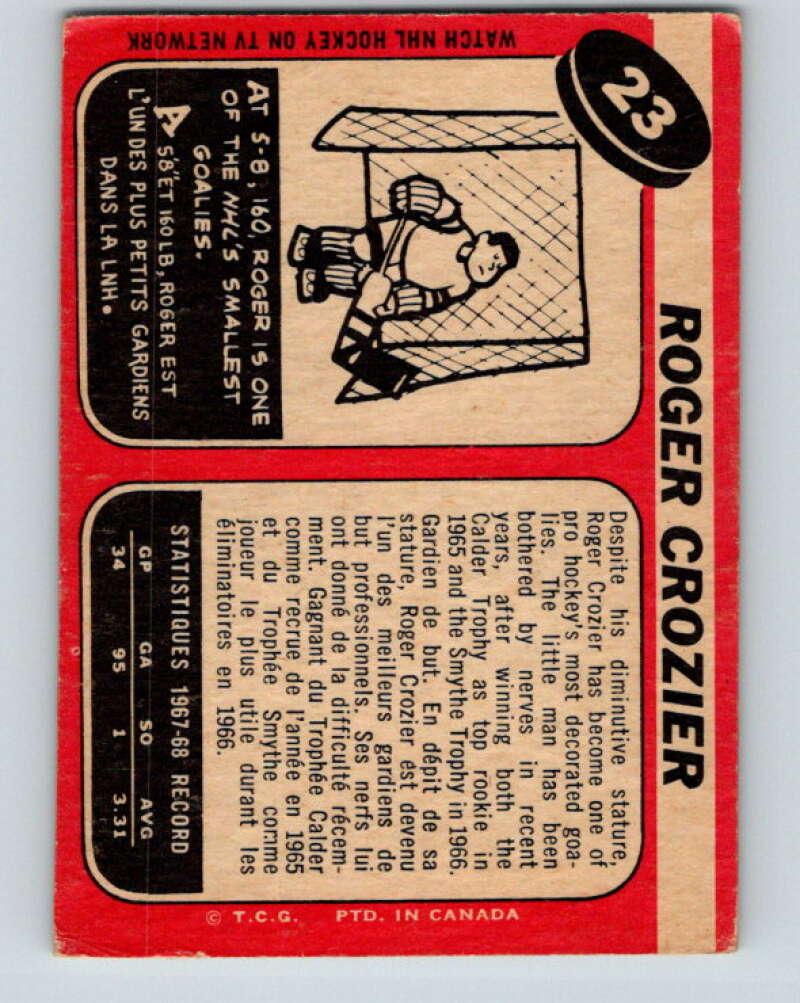 23
ROGER CROZIER
WATCH NHL HOCKEY ON TV NETWORK
AT 5-8, 160, ROGER IS ONE
OF THE NHL'S SMALLEST
GOALIES.
A 5'8" ET 160 LB, ROGER EST
L'UN DES PLUS PETITS GARDIENS
DANS LA LNH.
Despite his diminutive stature,
Roger Crozier has become one of
pro hockey's most decorated goa-
lies. The little man has been
bothered by nerves in recent
years, after winning both the
Calder Trophy as top rookie in
1965 and the Smythe Trophy in 1966.
Gardien de but. En dépit de sa
stature, Roger Crozier est devenu
l'un des meilleurs gardiens de
but professionnels. Ses nerfs lui
ont donné de la difficulté récem-
ment. Gagnant du Trophée Calder
comme recrue de l'année en 1965
et du Trophée Smythe comme
joueur le plus utile durant les
éliminatoires en 1966.
STATISTIQUES 1967-68 RECORD
GP GA SO AVG
34 95 1 3.31
© T.C.G. PTD. IN CANADA